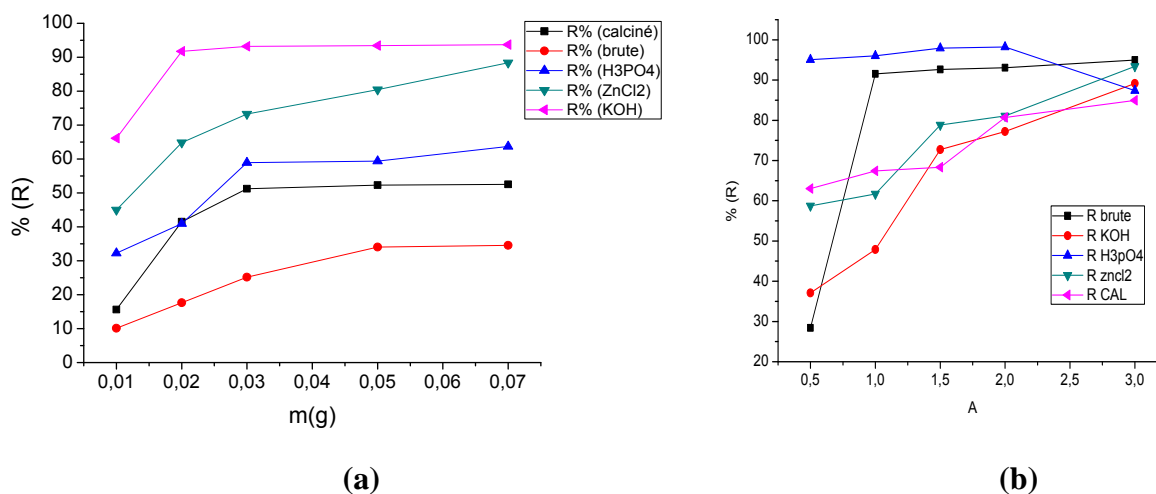 100
90
80
70
60
50
40
30
20
10
0
% (R)
0,01 0,02 0,03 0,04 0,05 0,06 0,07
m(g)
R% (calciné)
R% (brute)
R% (H3PO4)
R% (ZnCl2)
R% (KOH)
(a)
100
90
80
70
60
50
40
30
20
% (R)
0,5 1,0 1,5 2,0 2,5 3,0
A
R brute
R KOH
R H3pO4
R zncl2
R CAL
(b)